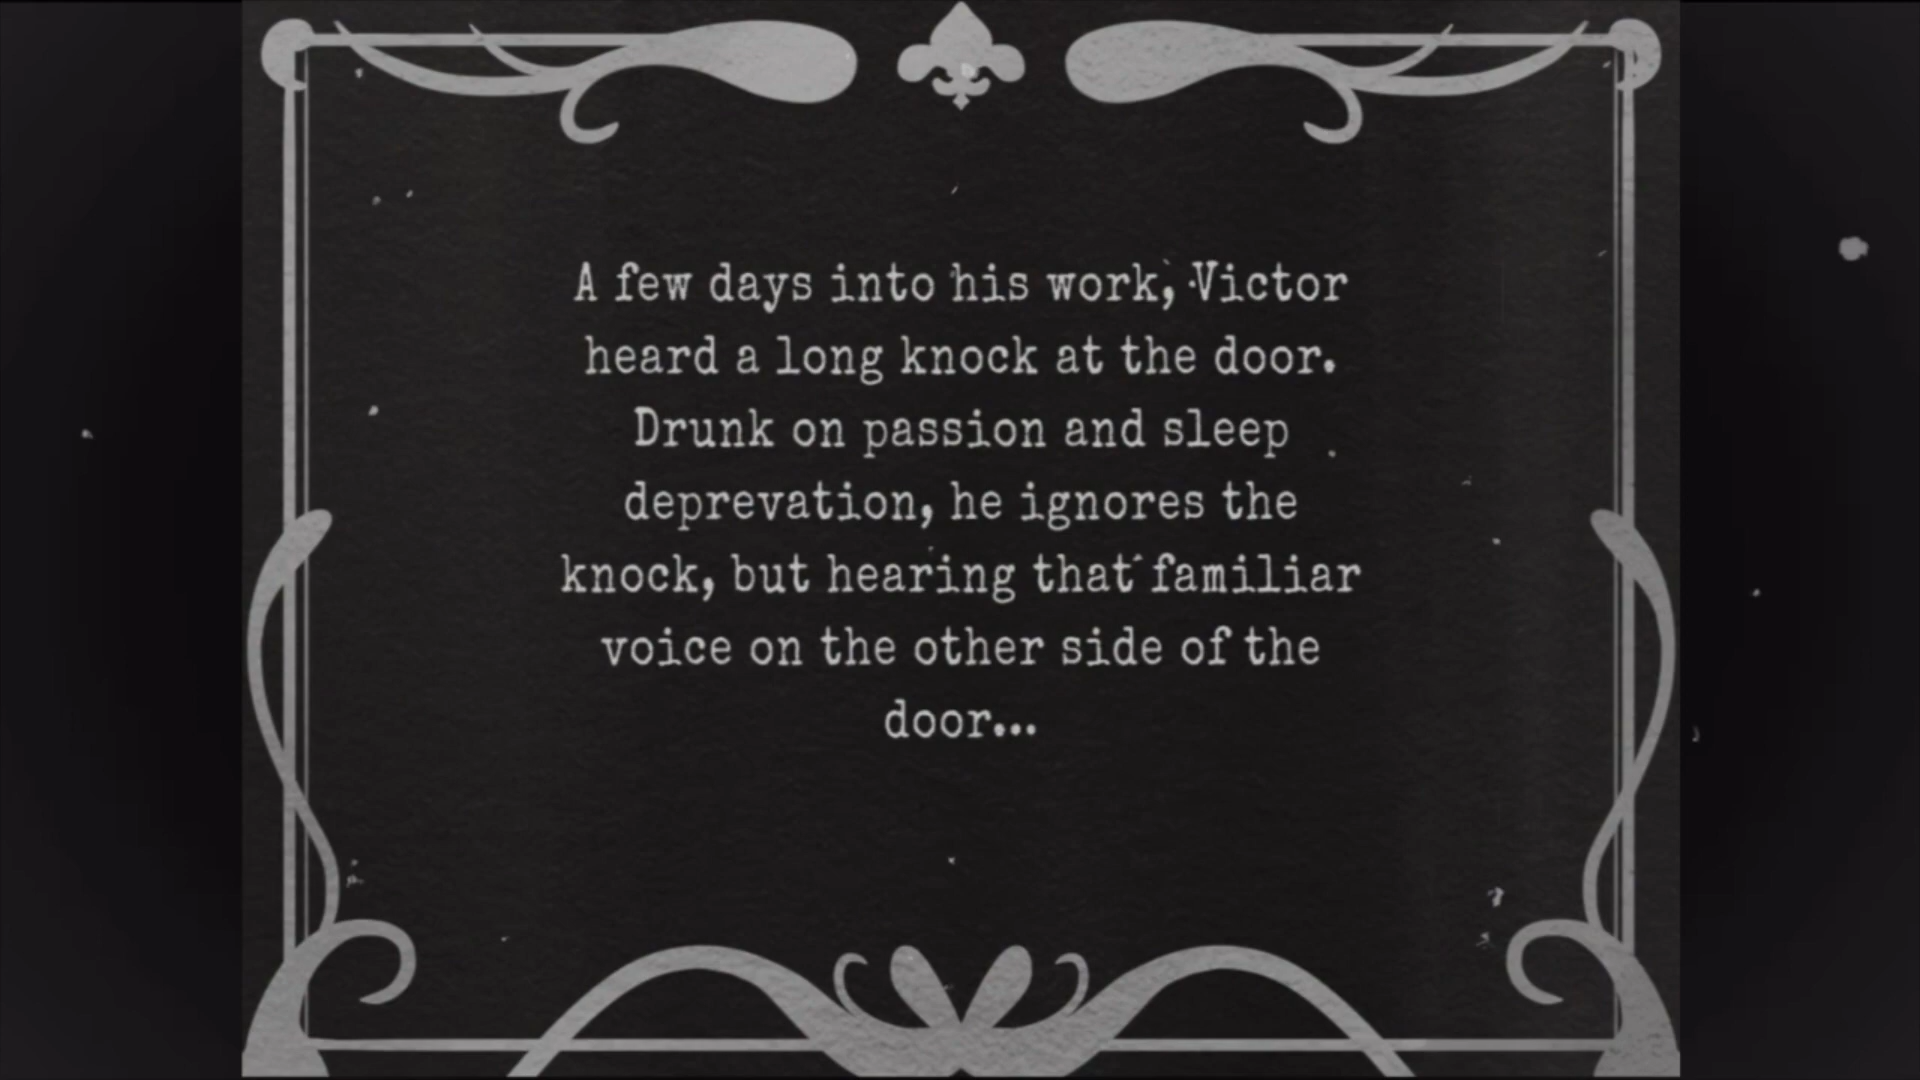 A few days into his work, Victor
heard a long knock at the door.
Drunk on passion and sleep
deprevation, he ignores the
knock, but hearing that familiar
voice on the other side of the
door...